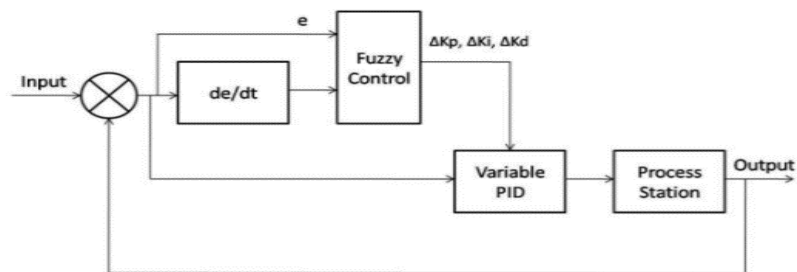 e
ΔKp, ΔKi, ΔKd
Fuzzy
Control
Input
de/dt
Variable
PID
Process
Station
Output